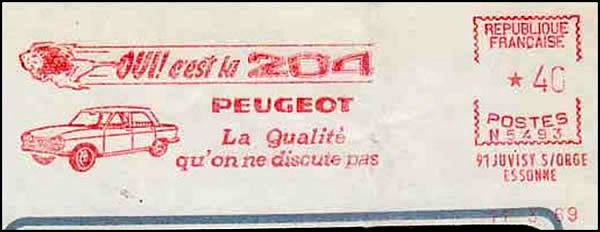 OUI! c'est la 204
PEUGEOT
La Qualité
qu'on ne discute pas
REPUBLIQUE
FRANÇAISE
* 40
POSTES
N 5493
91 JUVISY S/ORGE
ESSONNE
69